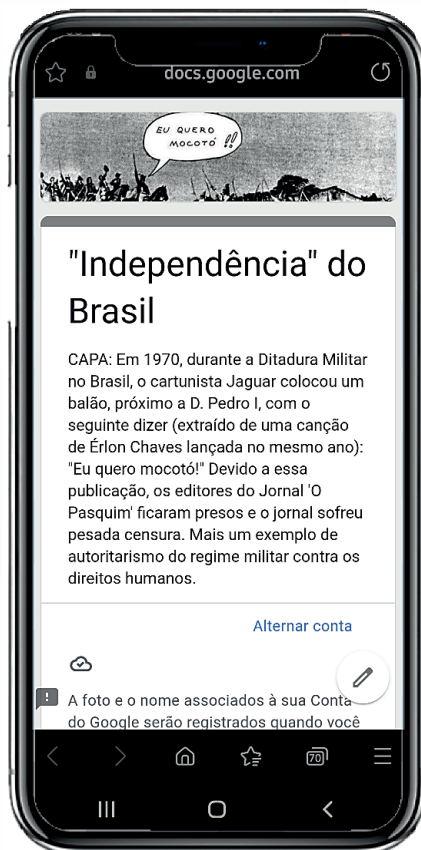 docs.google.com
EU QUERO
MOCOTÓ !!
"Independência" do
Brasil
CAPA: Em 1970, durante a Ditadura Militar
no Brasil, o cartunista Jaguar colocou um
balão, próximo a D. Pedro I, com o
seguinte dizer (extraído de uma canção
de Érlon Chaves lançada no mesmo ano):
"Eu quero mocotó!" Devido a essa
publicação, os editores do Jornal 'O
Pasquim' ficaram presos e o jornal sofreu
pesada censura. Mais um exemplo de
autoritarismo do regime militar contra os
direitos humanos.
Alternar conta
A foto e o nome associados à sua Conta
do Google serão registrados quando você
70